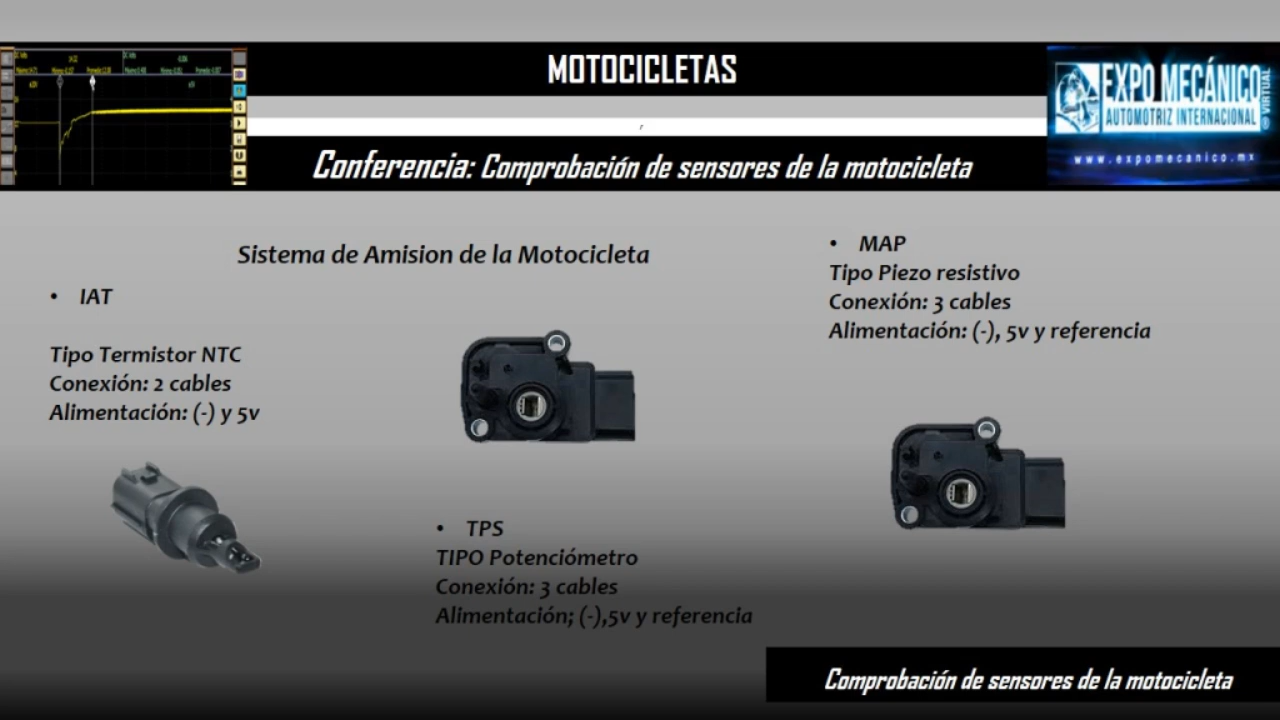 MOTOCICLETAS
Conferencia: Comprobación de sensores de la motocicleta
EXPO MECÁNICO
AUTOMOTRIZ INTERNACIONAL
VIRTUAL
www.expomecanico.mx
Sistema de Amision de la Motocicleta
• IAT
Tipo Termistor NTC
Conexión: 2 cables
Alimentación: (-) y 5v
• TPS
TIPO Potenciómetro
Conexión: 3 cables
Alimentación; (-),5v y referencia
• MAP
Tipo Piezo resistivo
Conexión: 3 cables
Alimentación: (-), 5v y referencia
Comprobación de sensores de la motocicleta